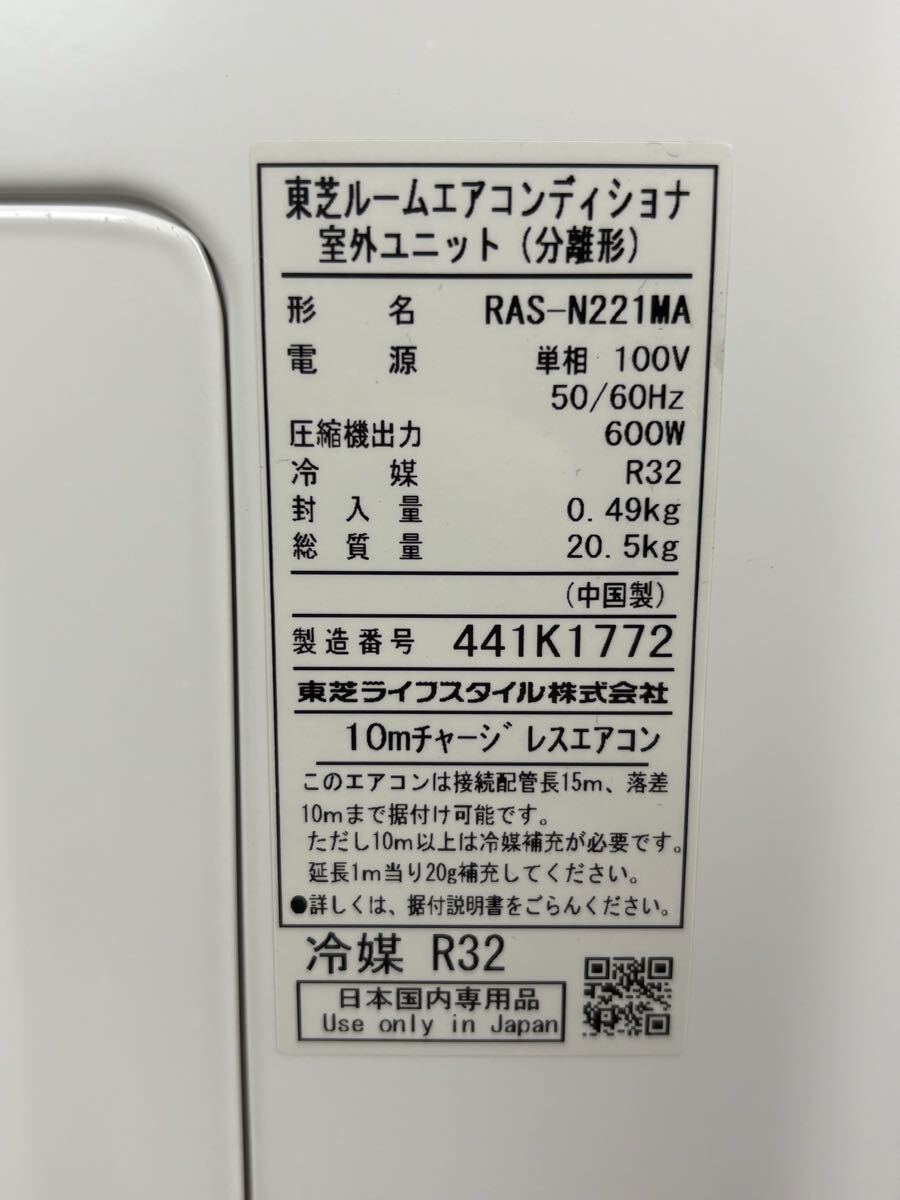 東芝ルームエアコンディショナ
室外ユニット（分離形）
形名 RAS-N221MA
電源 単相 100V
50/60Hz
圧縮機出力 600W
冷媒 R32
封入量 0.49kg
総質量 20.5kg
（中国製）
製造番号 441K1772
東芝ライフスタイル株式会社
10mチャージレスエアコン
このエアコンは接続配管長15m、落差
10mまで据付け可能です。
ただし10m以上は冷媒補充が必要です。
延長1m当り20g補充してください。
●詳しくは、据付説明書をごらんください。
冷媒 R32
日本国内専用品
Use only in Japan